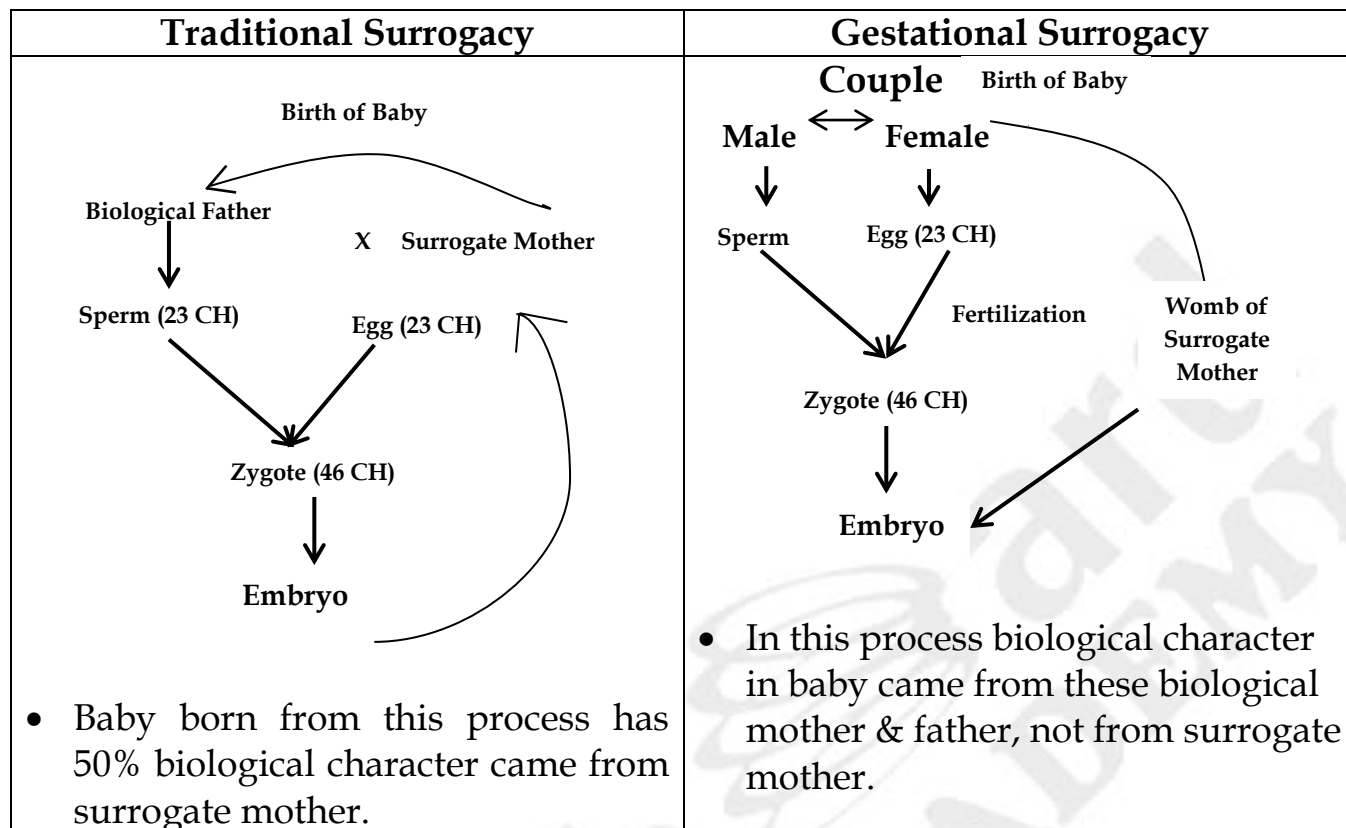 Traditional Surrogacy
Birth of Baby
Biological Father
X Surrogate Mother
Sperm (23 CH)
Egg (23 CH)
Zygote (46 CH)
Embryo
• Baby born from this process has
50% biological character came from
surrogate mother.
Gestational Surrogacy
Couple Birth of Baby
Male Female
Sperm Egg (23 CH)
Fertilization
Womb of
Surrogate
Mother
Zygote (46 CH)
Embryo
• In this process biological character
in baby came from these biological
mother & father, not from surrogate
mother.